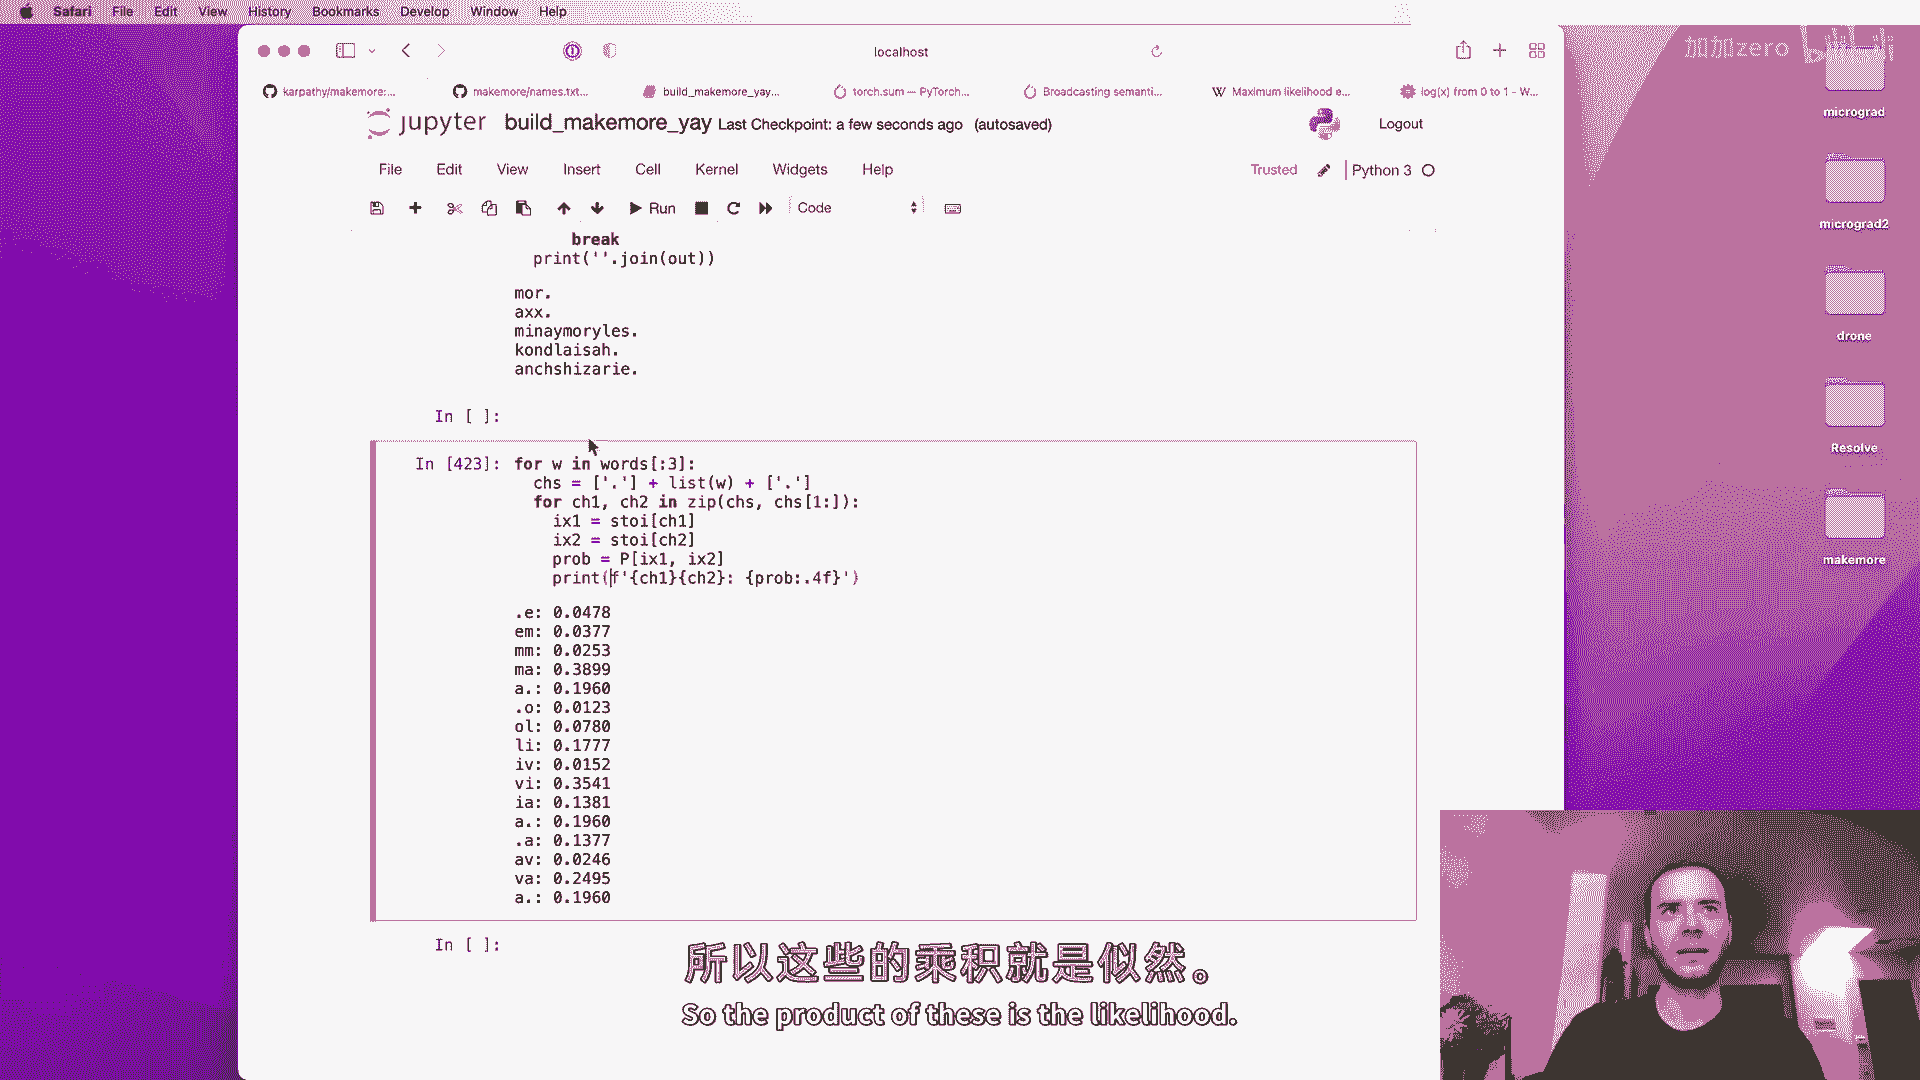 Safari File Edit View History Bookmarks Develop Window Help
加加zero bilibili
localhost
karpathy/makemore:... makemore/names.txt... build_makemore_yay... torch.sum — PyTorch... Broadcasting semanti... Maximum likelihood e... log(x) from 0 to 1 - W...
jupyter build_makemore_yay Last Checkpoint: a few seconds ago (autosaved) Logout
File Edit View Insert Cell Kernel Widgets Help Trusted Python 3
Run Code
break
print(''.join(out))
mor.
axx.
minaymoryles.
kondlaisah.
anchshizarie.
In [ ]:
In [423]: for w in words[:3]:
chs = ['.'] + list(w) + ['.']
for ch1, ch2 in zip(chs, chs[1:]):
ix1 = stoi[ch1]
ix2 = stoi[ch2]
prob = P[ix1, ix2]
print(f'{ch1}{ch2}: {prob:.4f}')
.e: 0.0478
em: 0.0377
mm: 0.0253
ma: 0.3899
a.: 0.1960
.o: 0.0123
ol: 0.0780
li: 0.1777
iv: 0.0152
vi: 0.3541
ia: 0.1381
a.: 0.1960
.a: 0.1377
av: 0.0246
va: 0.2495
a.: 0.1960
In [ ]:
micrograd
micrograd2
drone
Resolve
makemore
所以这些的乘积就是似然。
So the product of these is the likelihood.